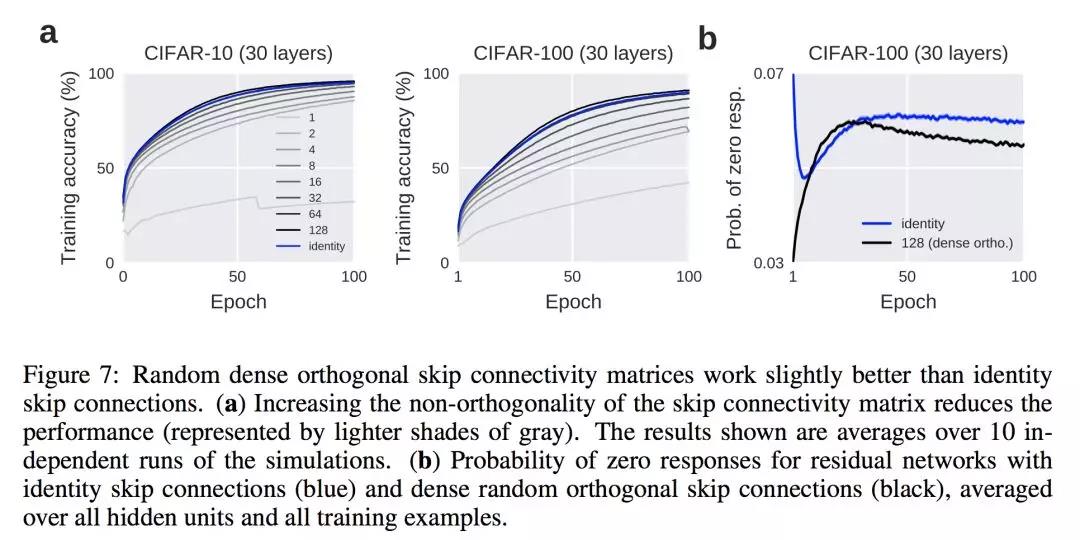 a
CIFAR-10 (30 layers)
Training accuracy (%)
100
50
0
1
2
4
8
16
32
64
128
identity
0
50
100
Epoch
CIFAR-100 (30 layers)
Training accuracy (%)
100
50
0
1
50
100
Epoch
b
CIFAR-100 (30 layers)
Prob. of zero resp.
0.07
0.03
identity
128 (dense ortho.)
1
50
100
Epoch
Figure 7: Random dense orthogonal skip connectivity matrices work slightly better than identity
skip connections. (a) Increasing the non-orthogonality of the skip connectivity matrix reduces the
performance (represented by lighter shades of gray). The results shown are averages over 10 in-
dependent runs of the simulations. (b) Probability of zero responses for residual networks with
identity skip connections (blue) and dense random orthogonal skip connections (black), averaged
over all hidden units and all training examples.